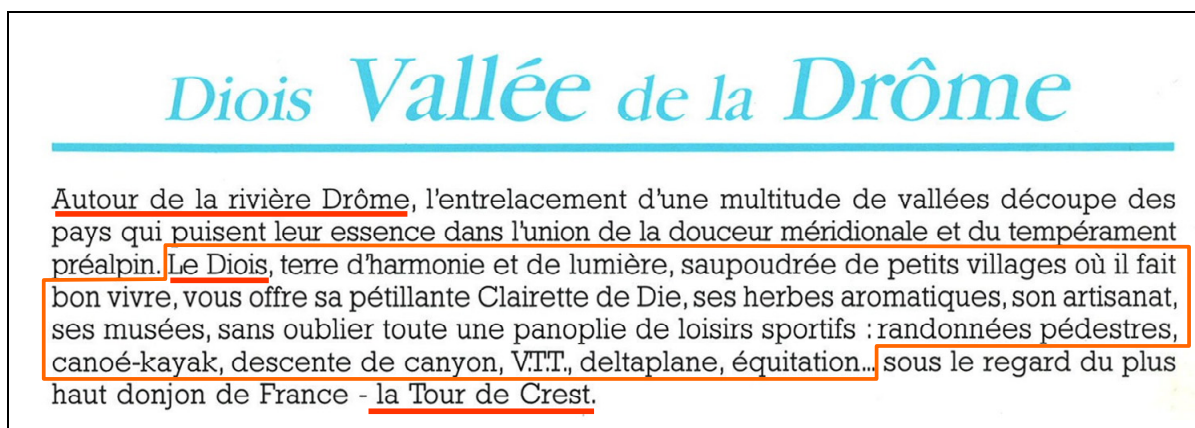 Diois Vallée de la Drôme
Autour de la rivière Drôme, l'entrelacement d'une multitude de vallées découpe des
pays qui puisent leur essence dans l'union de la douceur méridionale et du tempérament
préalpin. Le Diois, terre d'harmonie et de lumière, saupoudrée de petits villages où il fait
bon vivre, vous offre sa pétillante Clairette de Die, ses herbes aromatiques, son artisanat,
ses musées, sans oublier toute une panoplie de loisirs sportifs : randonnées pédestres,
canoé-kayak, descente de canyon, V.T.T., deltaplane, équitation... sous le regard du plus
haut donjon de France - la Tour de Crest.